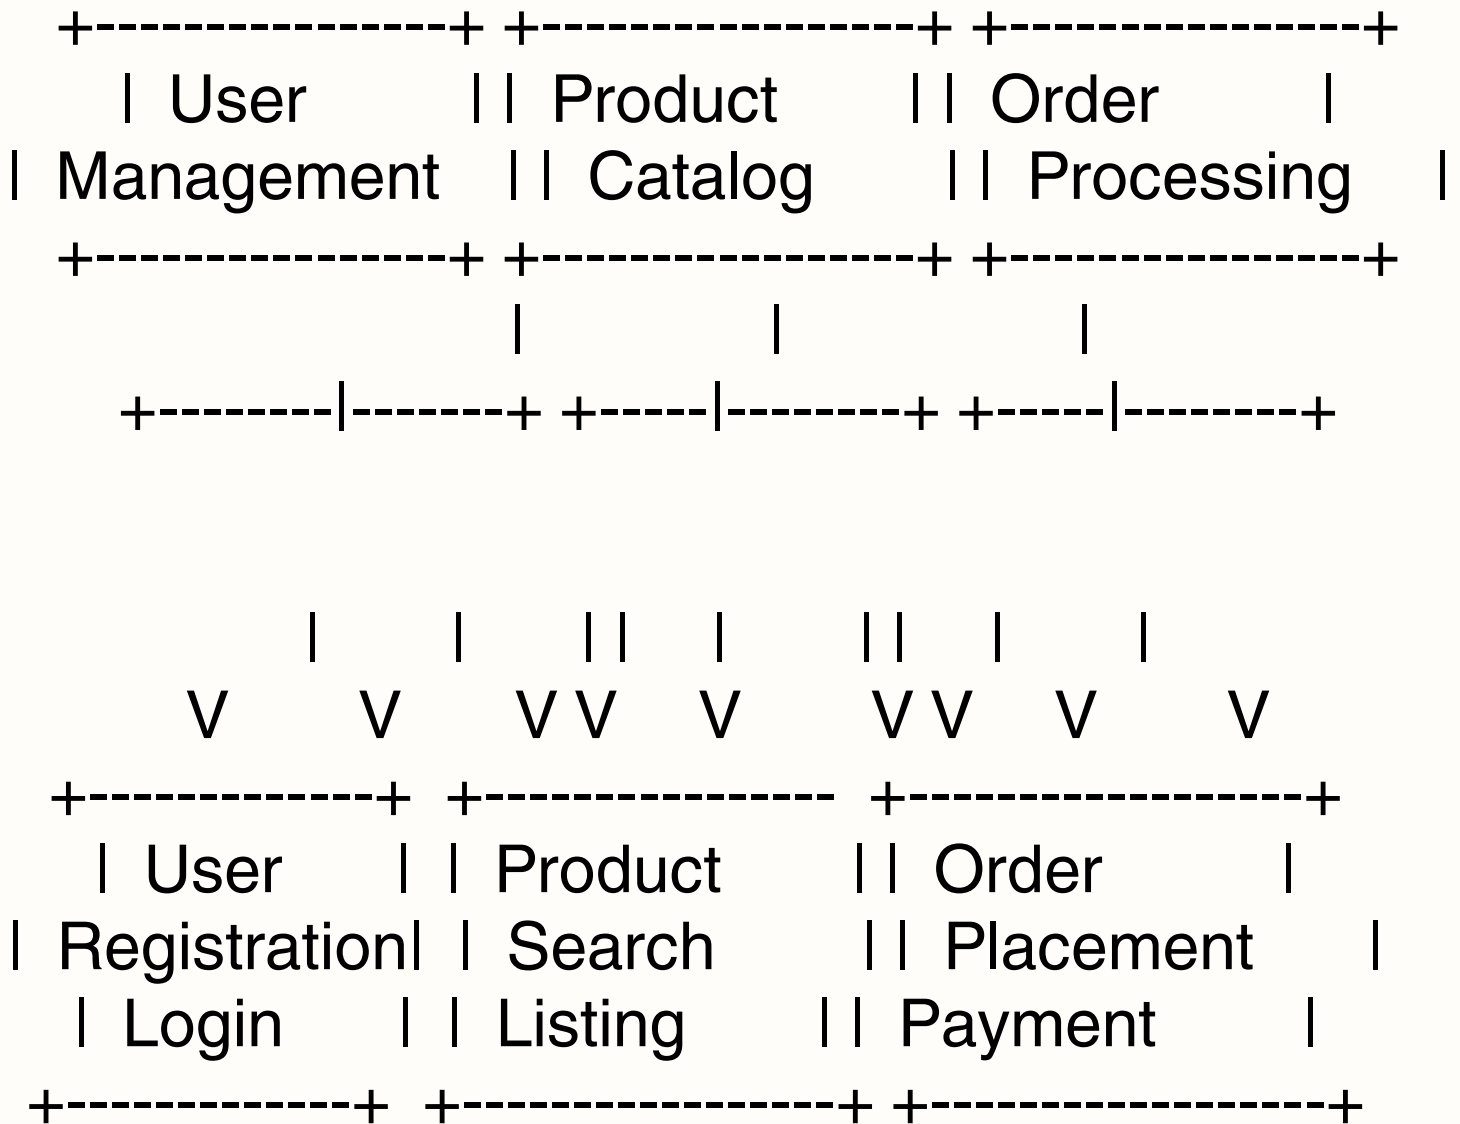 +----------------+ +-----------------+ +----------------+
| User || Product || Order |
| Management || Catalog || Processing |
+----------------+ +-----------------+ +----------------+
| | |
+--------|-------+ +-----|--------+ +-----|--------+
| | || | || | |
V V V V V V V V V
+-------------+ +---------------- +------------------+
| User | | Product || Order |
| Registration| | Search || Placement |
| Login | | Listing || Payment |
+-------------+ +-----------------+ +------------------+